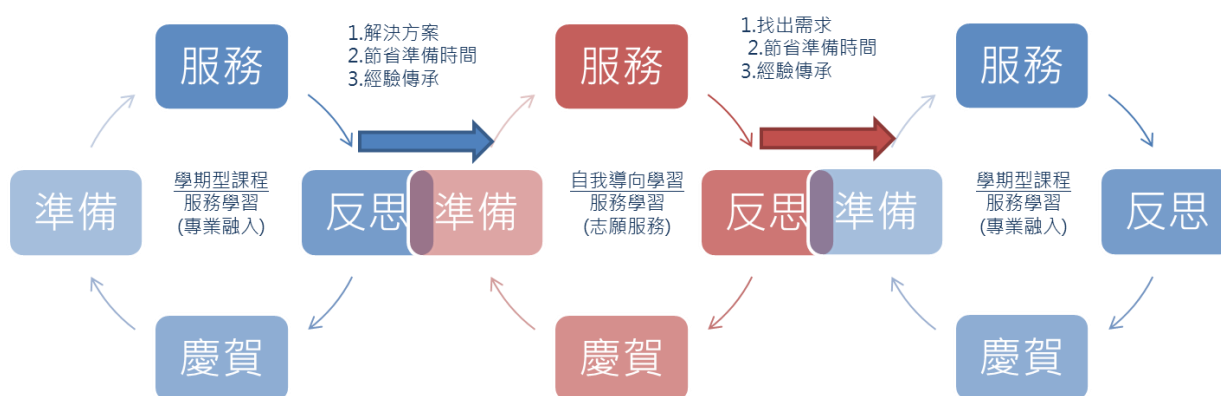 服務
1.解決方案
2.節省準備時間
3.經驗傳承
服務
1.找出需求
2.節省準備時間
3.經驗傳承
服務
準備
學期型課程
服務學習
(專業融入)
反思
準備
自我導向學習
服務學習
(志願服務)
反思
準備
學期型課程
服務學習
(專業融入)
反思
慶賀
慶賀
慶賀